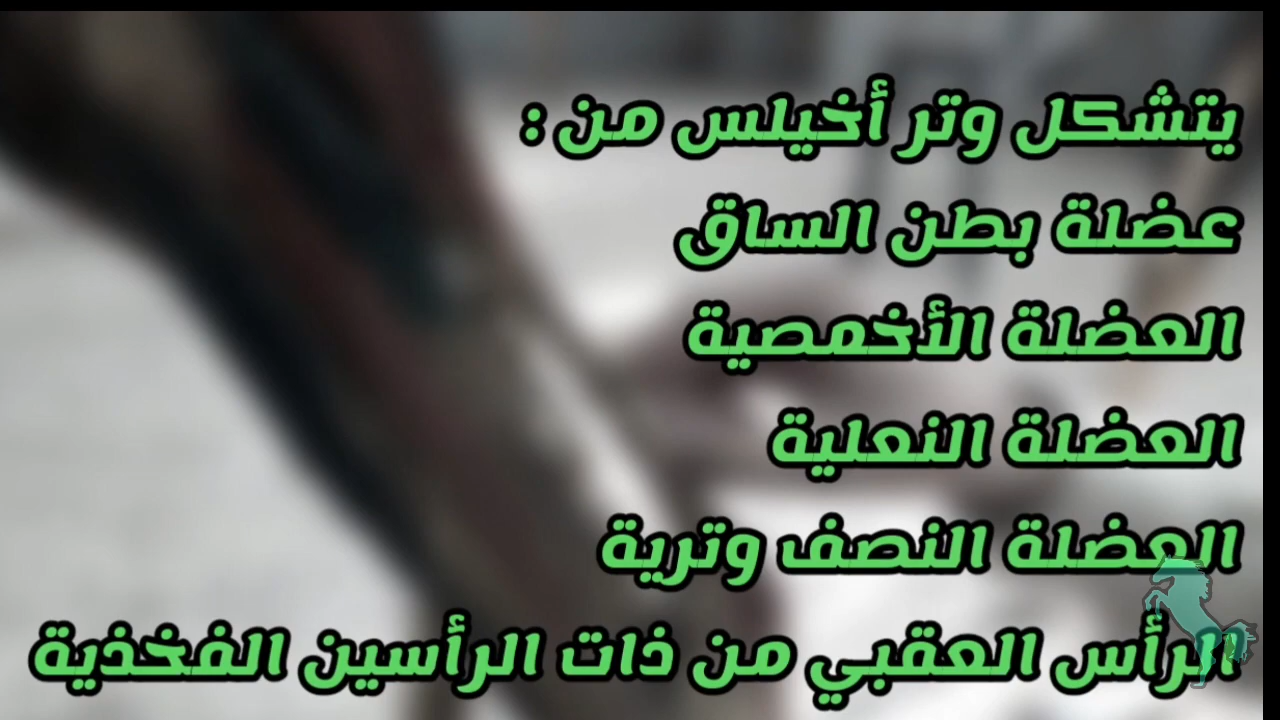 يتشكل وتر أخيلس من :
عضلة بطن الساق
العضلة الأخمصية
العضلة النعلية
العضلة النصف وترية
الرأس العقبي من ذات الرأسين الفخذية